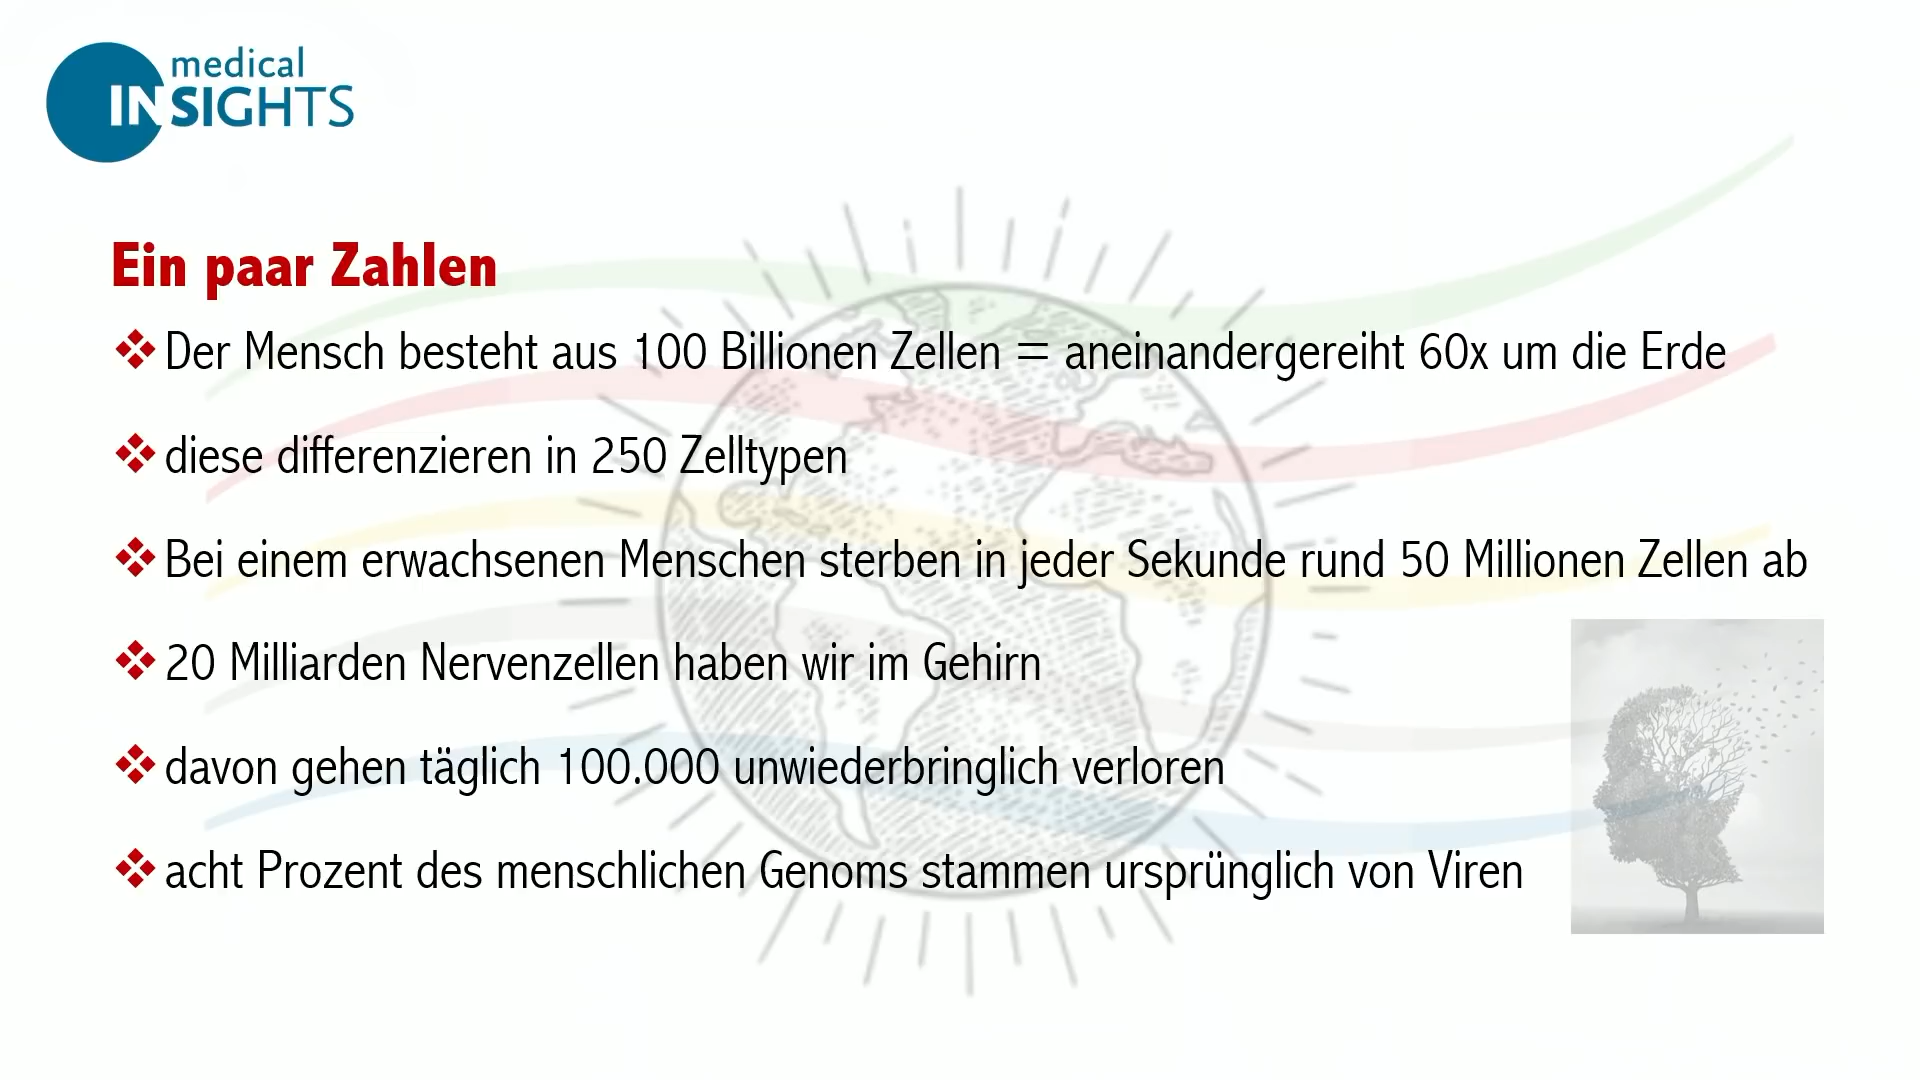 medical
INSIGHTS
Ein paar Zahlen
Der Mensch besteht aus 100 Billionen Zellen = aneinandergereiht 60x um die Erde
diese differenzieren in 250 Zelltypen
Bei einem erwachsenen Menschen sterben in jeder Sekunde rund 50 Millionen Zellen ab
20 Milliarden Nervenzellen haben wir im Gehirn
davon gehen täglich 100.000 unwiederbringlich verloren
acht Prozent des menschlichen Genoms stammen ursprünglich von Viren